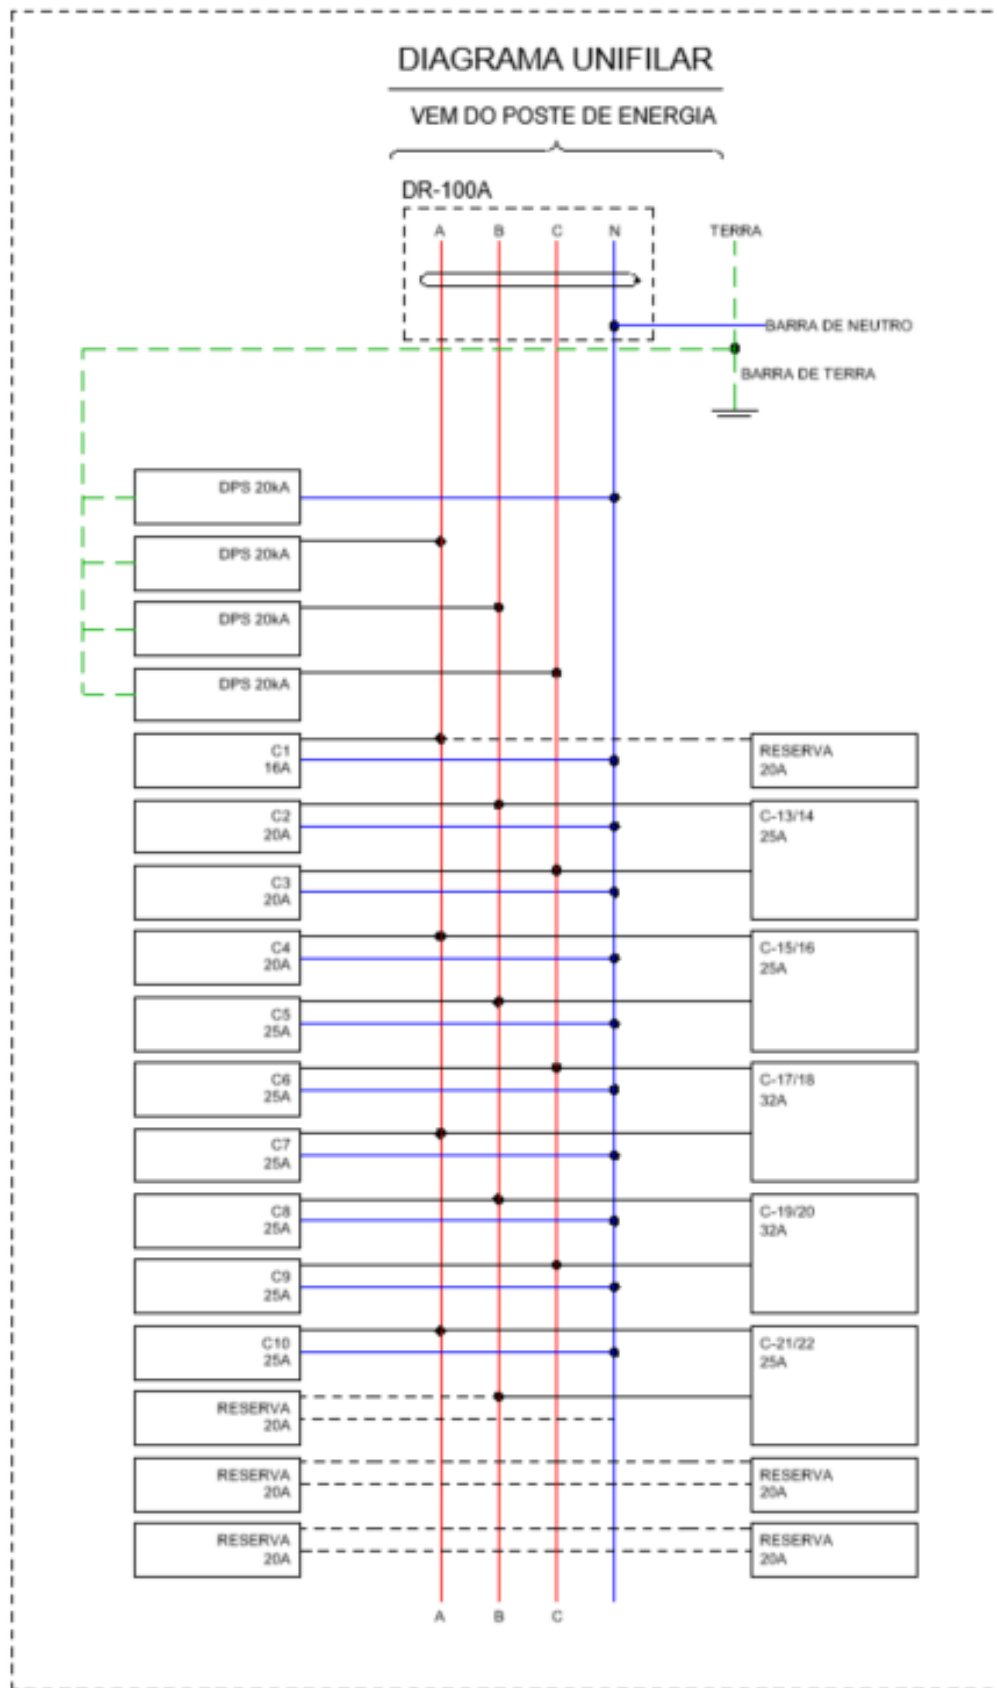 DIAGRAMA UNIFILAR
VEM DO POSTE DE ENERGIA
DR-100A
A B C N TERRA
BARRA DE NEUTRO
BARRA DE TERRA
DPS 20kA
DPS 20kA
DPS 20kA
DPS 20kA
C1
16A
RESERVA
20A
C2
20A
C-13/14
25A
C3
20A
C4
20A
C-15/16
25A
C5
25A
C6
25A
C-17/18
32A
C7
25A
C8
25A
C-19/20
32A
C9
25A
C10
25A
C-21/22
25A
RESERVA
20A
RESERVA
20A
RESERVA
20A
RESERVA
20A
RESERVA
20A
A B C